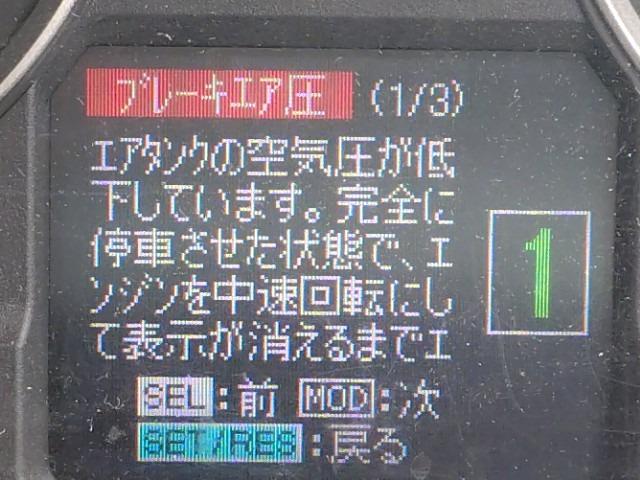 ブレーキエア圧 (1/3)
エアタンクの空気圧が低
下しています。完全に
停車させた状態で、エ
ンジンを中速回転にし
て表示が消えるまでエ
1
SEL:前 MOD:次
SET/RES:戻る